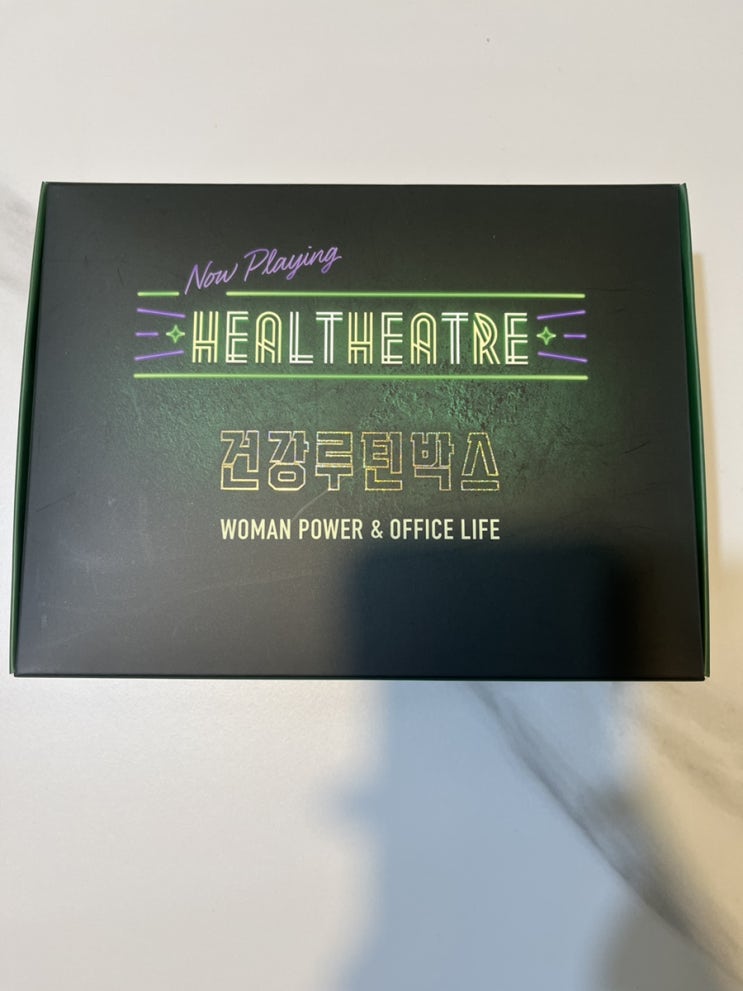 Now Playing
HEALTHEATRE
건강루틴박스
WOMAN POWER & OFFICE LIFE